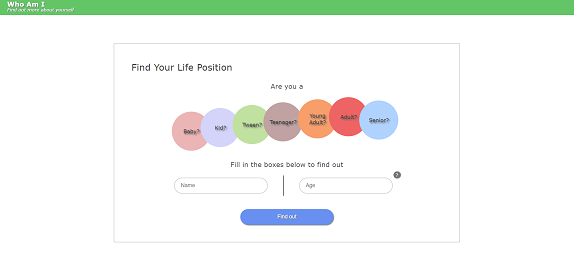 Who Am I
Find out more about yourself
Find Your Life Position
Are you a
Baby?
Kid?
Tween?
Teenager?
Young
Adult?
Adult?
Senior?
Fill in the boxes below to find out
Name
Age
?
Find out